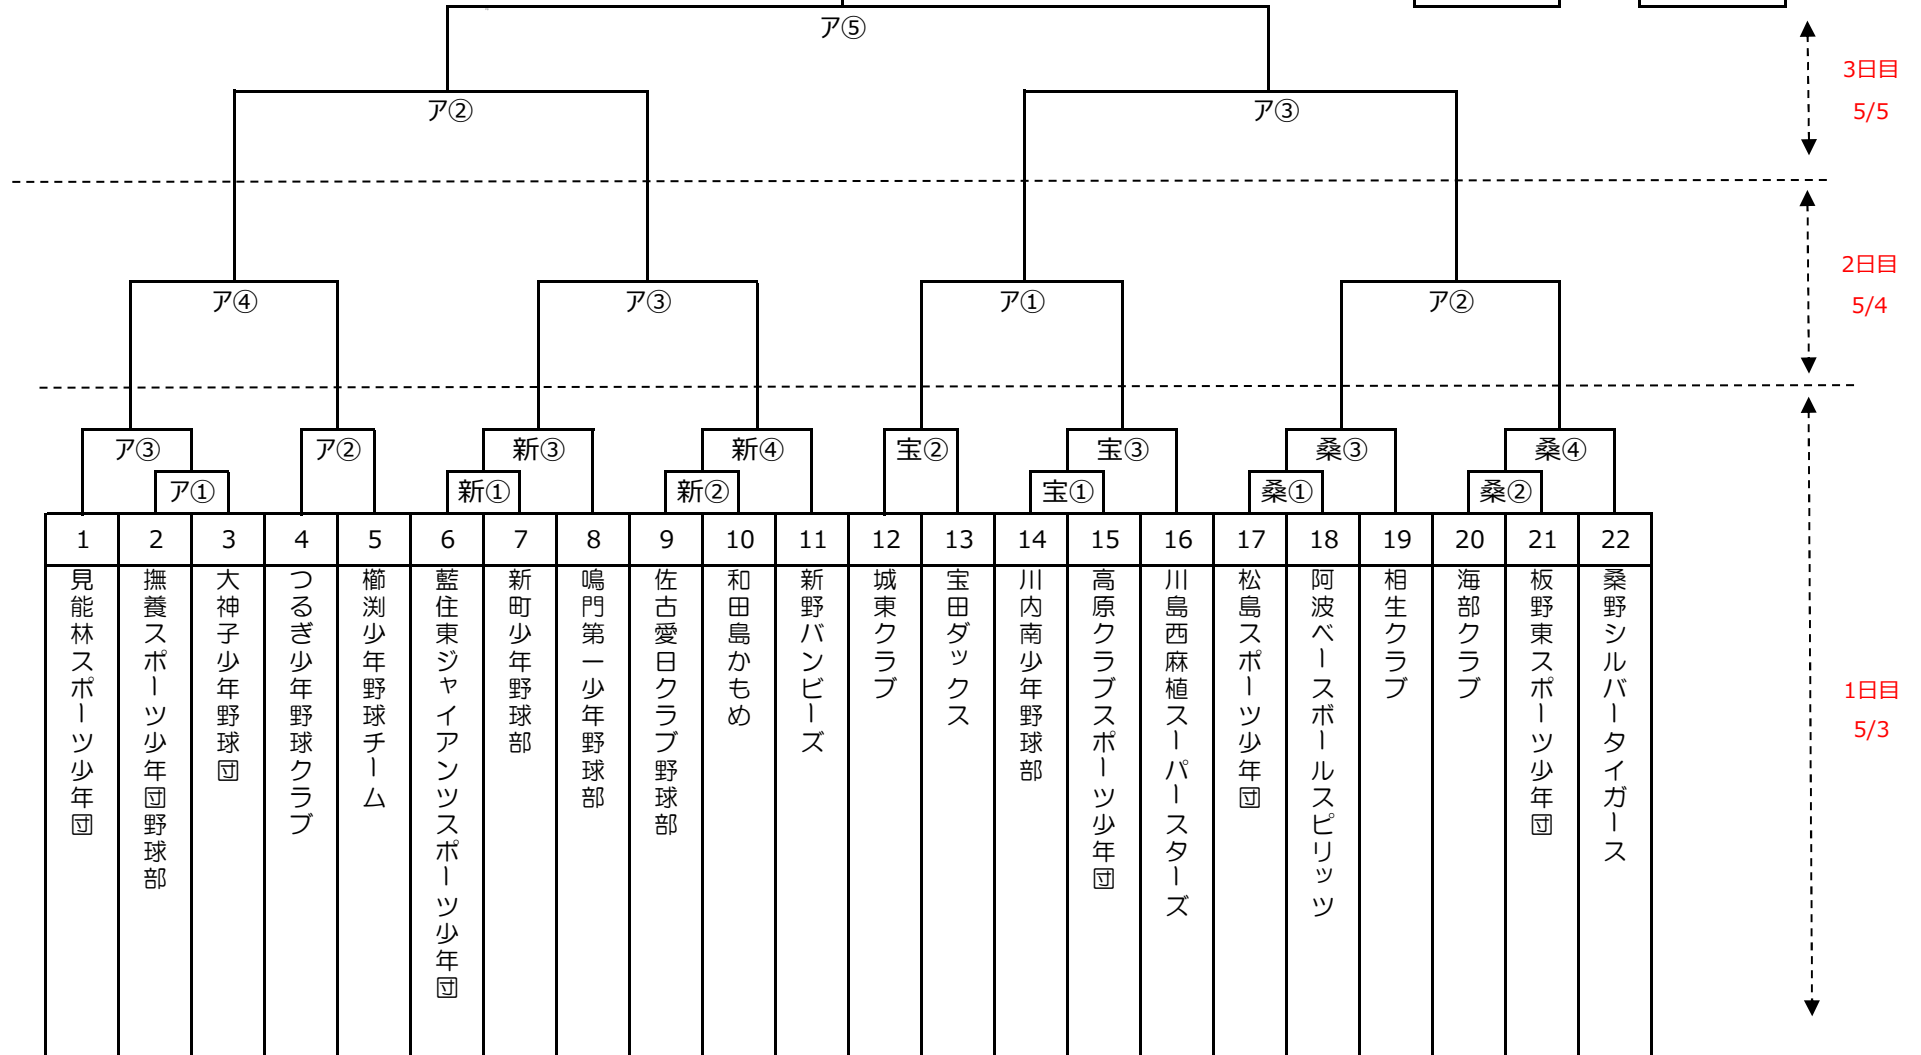 ア⑤
3日目
5/5
ア②
ア③
2日目
5/4
ア④
ア③
ア①
ア②
ア③
ア②
新③
新④
宝②
宝③
桑③
桑④
ア①
新①
新②
宝①
桑①
桑②
1
2
3
4
5
6
7
8
9
10
11
12
13
14
15
16
17
18
19
20
21
22
見能林スポーツ少年団
撫養スポーツ少年団野球部
大神子少年野球団
つるぎ少年野球クラブ
櫛渕少年野球チーム
藍住東ジャイアンツスポーツ少年団
新町少年野球部
鳴門第一少年野球部
佐古愛日クラブ野球部
和田島かもめ
新野バンビーズ
城東クラブ
宝田ダックス
川内南少年野球部
高原クラブスポーツ少年団
川島西麻植スーパースターズ
松島スポーツ少年団
阿波ベースボールスピリッツ
相生クラブ
海部クラブ
板野東スポーツ少年団
桑野シルバータイガース
1日目
5/3